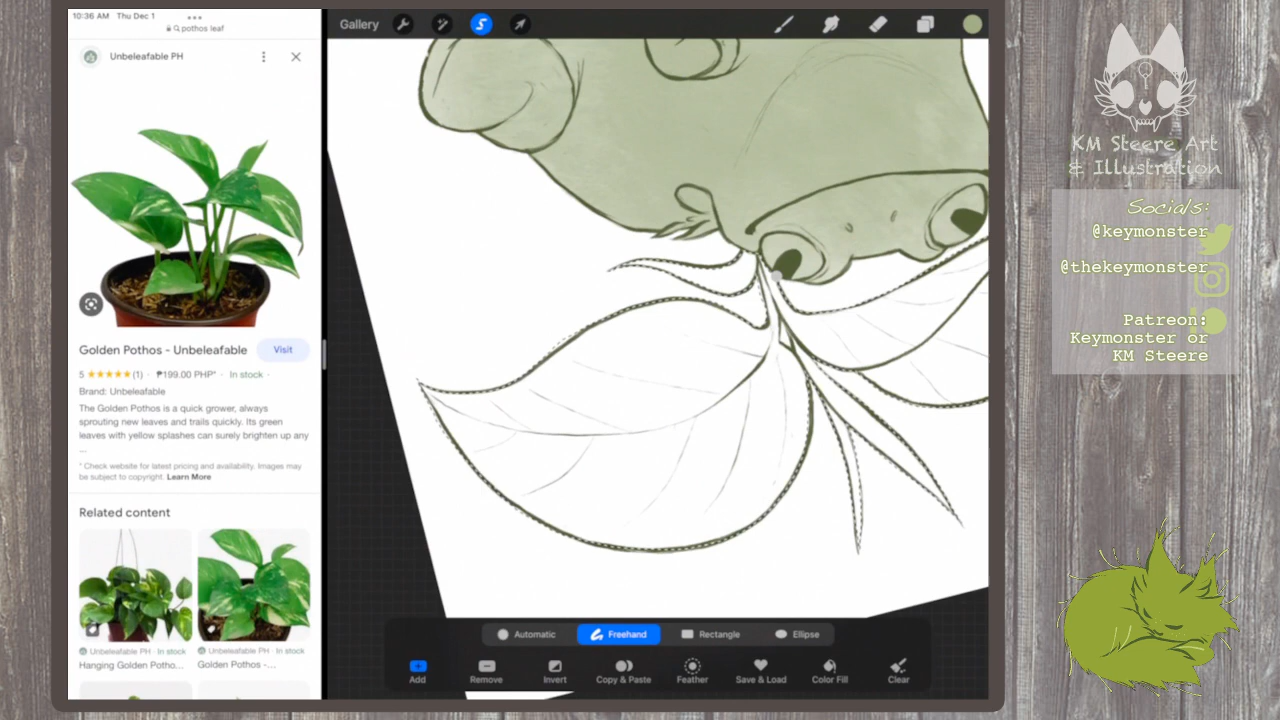 10:36 AM Thu Dec 1
pothos leaf
Unbeleafable PH
Golden Pothos - Unbeleafable
Visit
5 ★★★★★ (1) · ₱199.00 PHP* · In stock ·
Brand: Unbeleafable
The Golden Pothos is a quick grower, always
sprouting new leaves and trails quickly. Its green
leaves with yellow splashes can surely brighten up any
...
* Check website for latest pricing and availability. Images may
be subject to copyright. Learn More
Related content
Unbeleafable PH · In stock
Hanging Golden Potho...
Unbeleafable PH · In stock
Golden Pothos -...
Gallery
Automatic
Freehand
Rectangle
Ellipse
Add
Remove
Invert
Copy & Paste
Feather
Save & Load
Color Fill
Clear
KM Steere Art
& Illustration
Socials:
@keymonster
@thekeymonster
Patreon:
Keymonster or
KM Steere